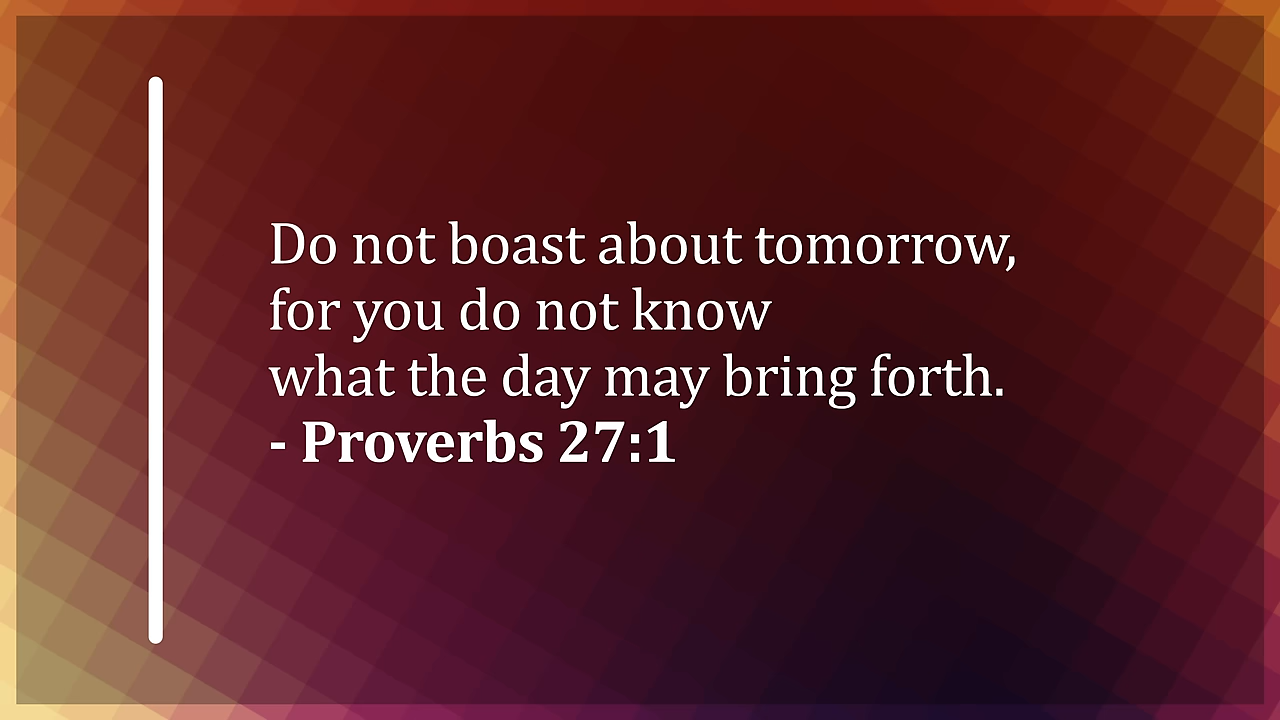 Do not boast about tomorrow,
for you do not know
what the day may bring forth.
- Proverbs 27:1